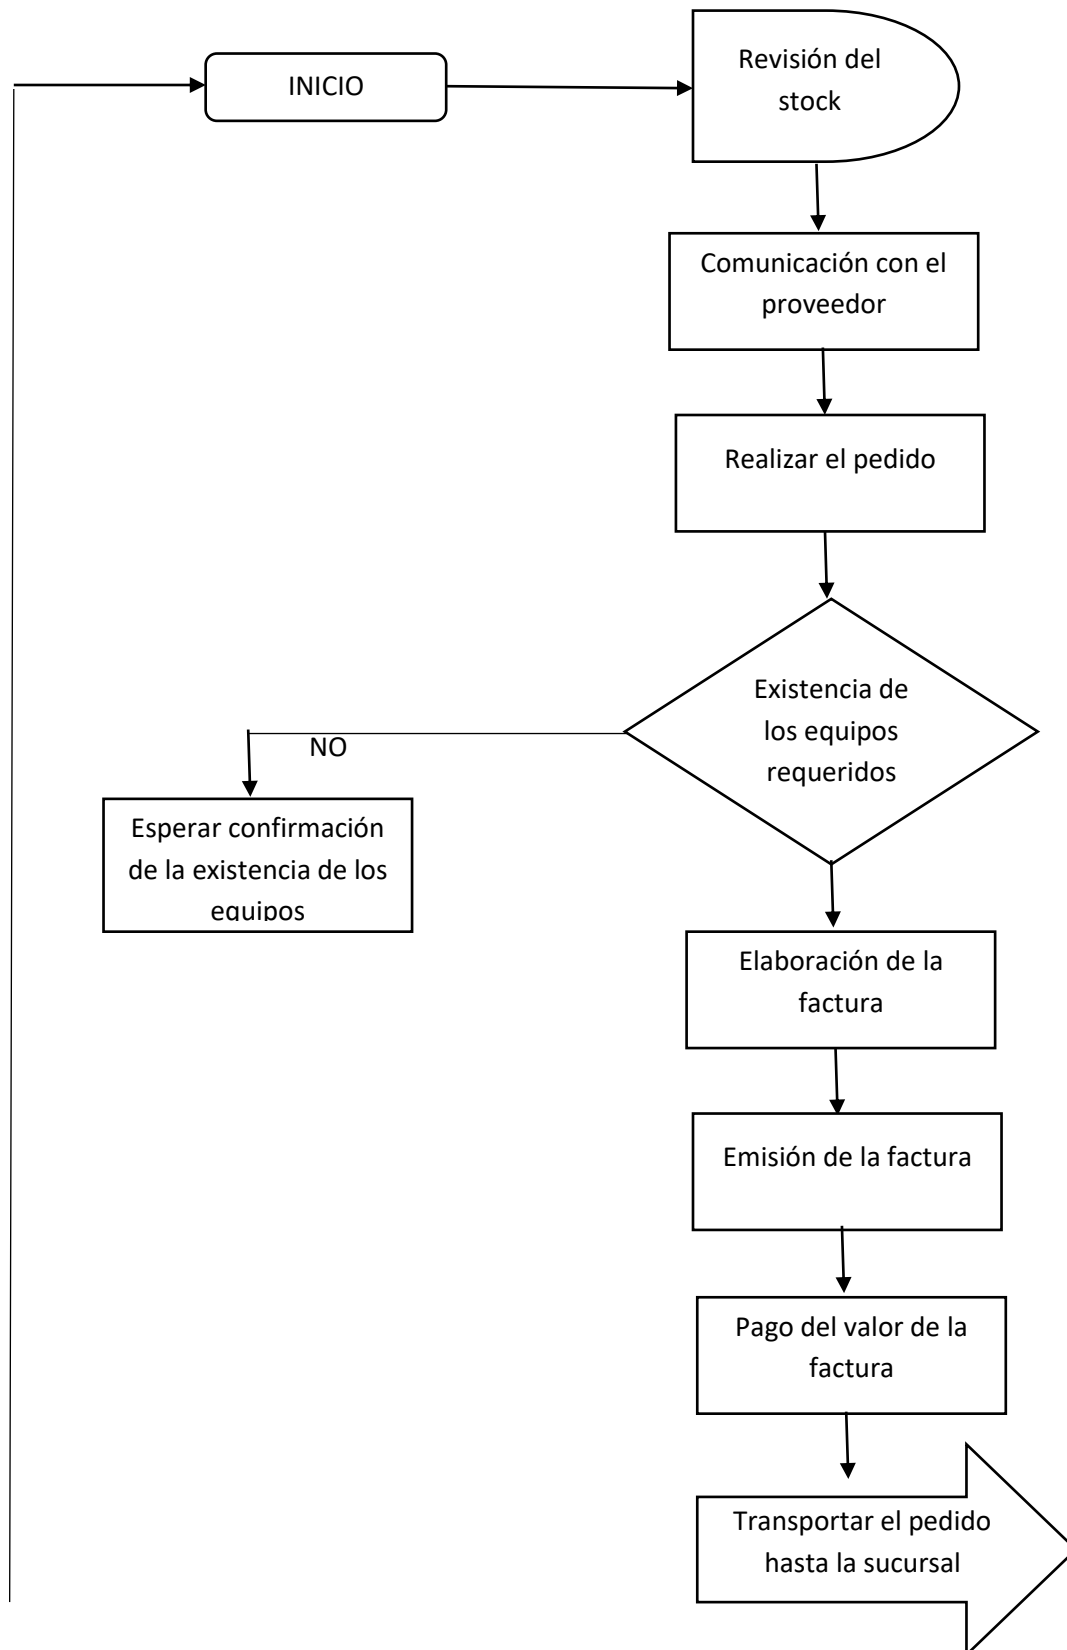 INICIO
Revisión del
stock
Comunicación con el
proveedor
Realizar el pedido
Existencia de
los equipos
requeridos
NO
Esperar confirmación
de la existencia de los
equipos
Elaboración de la
factura
Emisión de la factura
Pago del valor de la
factura
Transportar el pedido
hasta la sucursal